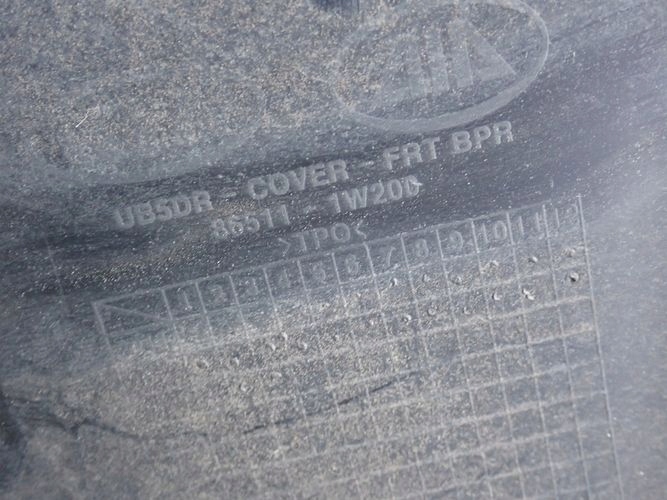 KIA
UB5DR - COVER - FRT BPR
86511 - 1W200
>TPO<
1 2 3 4 5 6 7 8 9 10 11 12